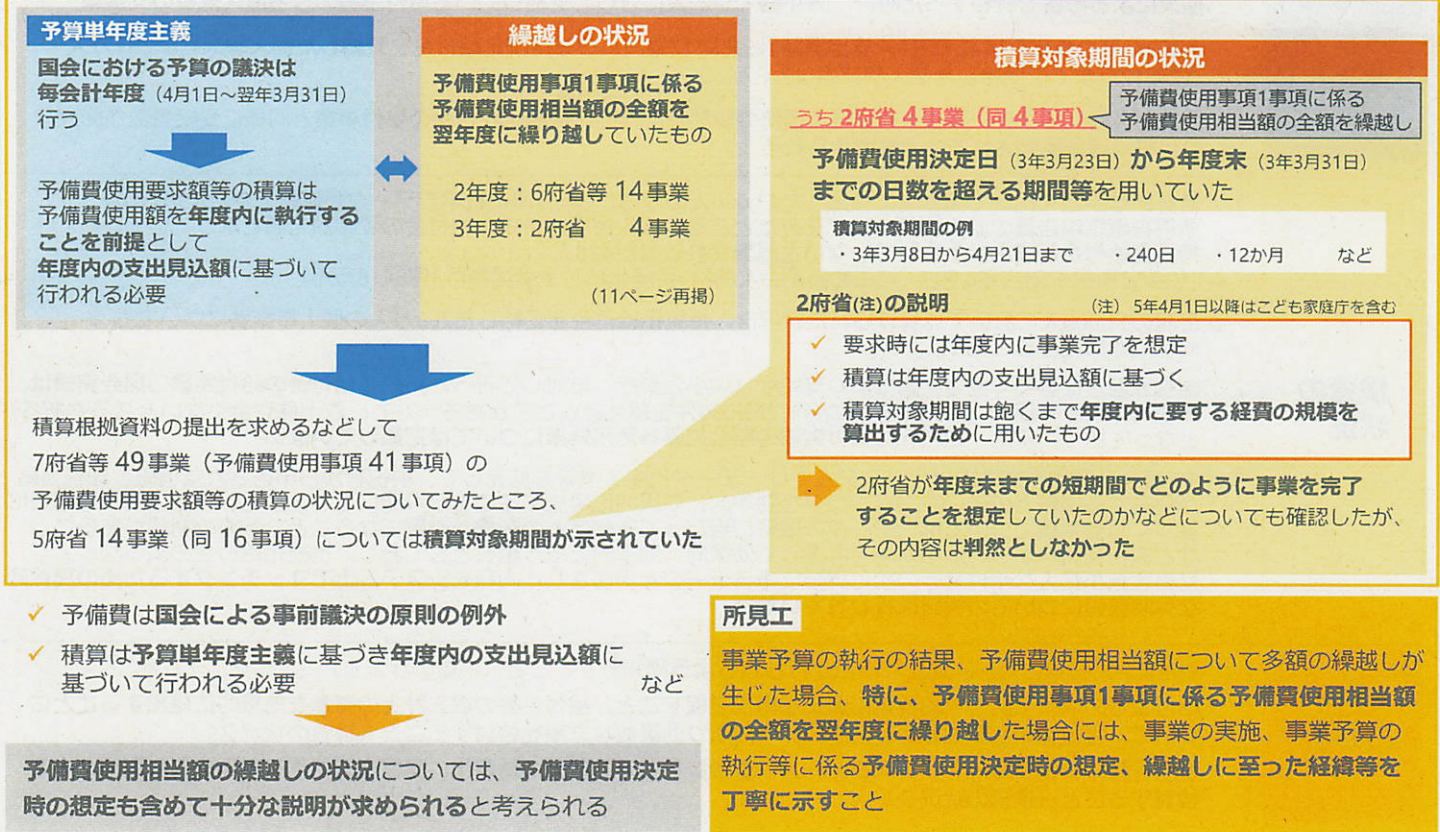 予算単年度主義
国会における予算の議決は
毎会計年度（4月1日～翌年3月31日）
行う
予備費使用要求額等の積算は
予備費使用額を年度内に執行する
ことを前提として
年度内の支出見込額に基づいて
行われる必要
繰越しの状況
予備費使用事項1事項に係る
予備費使用相当額の全額を
翌年度に繰り越していたもの
2年度：6府省等 14事業
3年度：2府省 4事業
（11ページ再掲）
積算根拠資料の提出を求めるなどして
7府省等 49事業（予備費使用事項 41事項）の
予備費使用要求額等の積算の状況についてみたところ、
5府省 14事業（同 16事項）については積算対象期間が示されていた
積算対象期間の状況
うち 2府省 4事業（同 4事項）
予備費使用事項1事項に係る
予備費使用相当額の全額を繰越し
予備費使用決定日（3年3月23日）から年度末（3年3月31日）
までの日数を超える期間等を用いていた
積算対象期間の例
・3年3月8日から4月21日まで ・240日 ・12か月 など
2府省(注)の説明 （注） 5年4月1日以降はこども家庭庁を含む
✓ 要求時には年度内に事業完了を想定
✓ 積算は年度内の支出見込額に基づく
✓ 積算対象期間は飽くまで年度内に要する経費の規模を
算出するために用いたもの
2府省が年度末までの短期間でどのように事業を完了
することを想定していたのかなどについても確認したが、
その内容は判然としなかった
✓ 予備費は国会による事前議決の原則の例外
✓ 積算は予算単年度主義に基づき年度内の支出見込額に
基づいて行われる必要 など
予備費使用相当額の繰越しの状況については、予備費使用決定
時の想定も含めて十分な説明が求められると考えられる
所見エ
事業予算の執行の結果、予備費使用相当額について多額の繰越しが
生じた場合、特に、予備費使用事項1事項に係る予備費使用相当額
の全額を翌年度に繰り越した場合には、事業の実施、事業予算の
執行等に係る予備費使用決定時の想定、繰越しに至った経緯等を
丁寧に示すこと